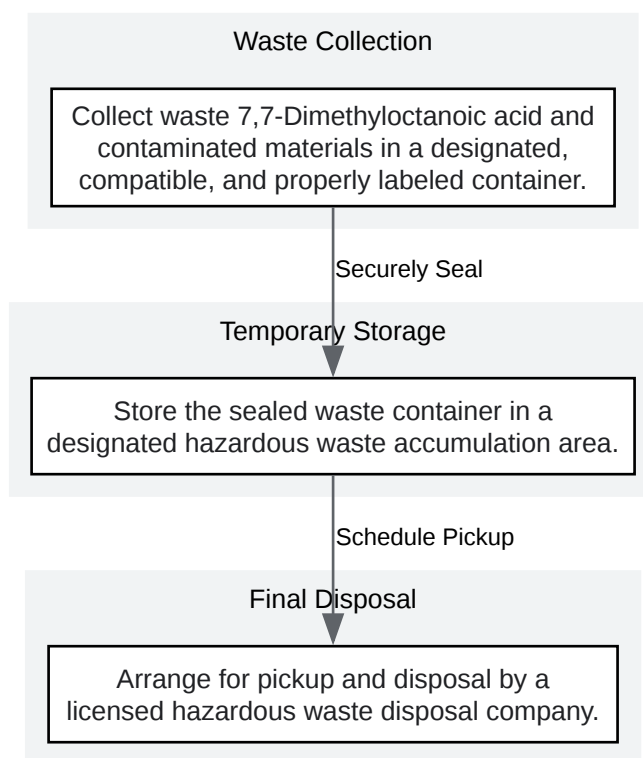 Waste Collection
Collect waste 7,7-Dimethyloctanoic acid and
contaminated materials in a designated,
compatible, and properly labeled container.
Securely Seal
Temporary Storage
Store the sealed waste container in a
designated hazardous waste accumulation area.
Schedule Pickup
Final Disposal
Arrange for pickup and disposal by a
licensed hazardous waste disposal company.